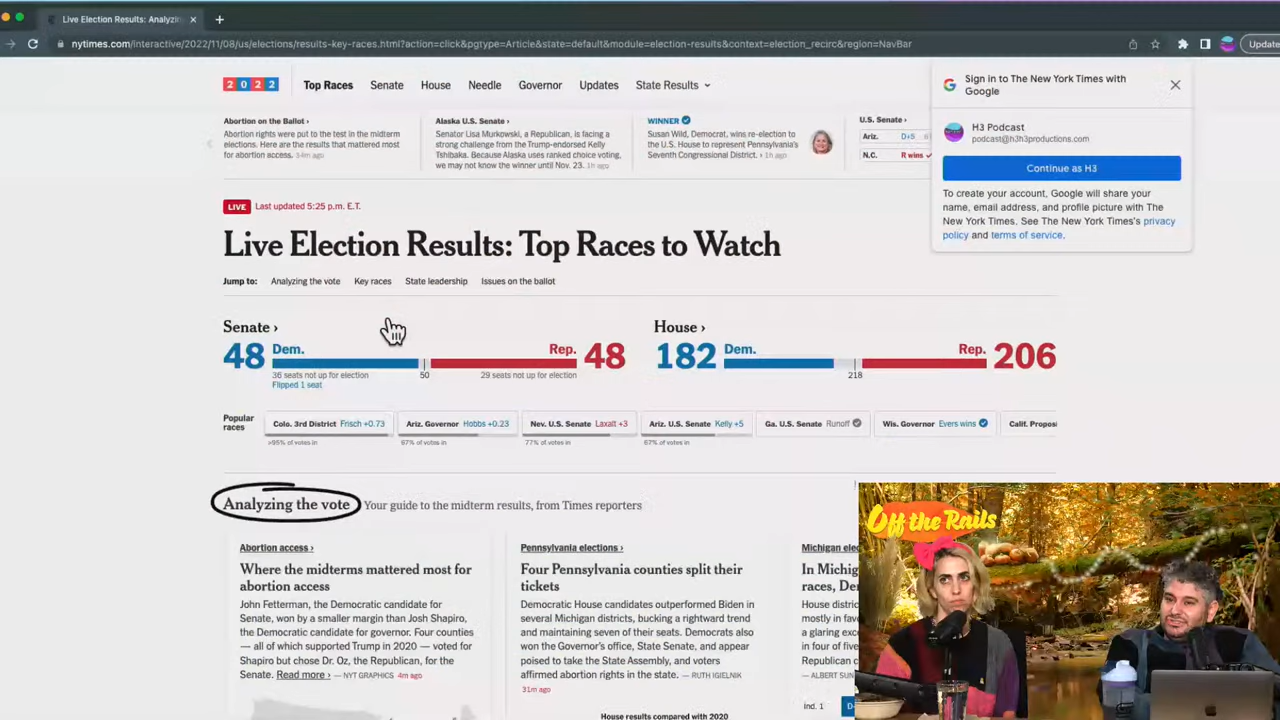 Live Election Results: Analyzin
nytimes.com/interactive/2022/11/08/us/elections/results-key-races.html?action=click&pgtype=Article&state=default&module=election-results&context=election_recirc&region=NavBar
Update
2022
Top Races
Senate
House
Needle
Governor
Updates
State Results
Abortion on the Ballot ›
Abortion rights were put to the test in the midterm
elections. Here are the results that mattered most
for abortion access. 34m ago
Alaska U.S. Senate ›
Senator Lisa Murkowski, a Republican, is facing a
strong challenge from the Trump-endorsed Kelly
Tshibaka. Because Alaska uses ranked choice voting,
we may not know the winner until Nov. 23. 1h ago
WINNER
Susan Wild, Democrat, wins re-election to
the U.S. House to represent Pennsylvania's
Seventh Congressional District. › 1h ago
U.S. Senate ›
Ariz. D+5
N.C. R wins
Sign in to The New York Times with
Google
H3 Podcast
podcast@h3h3productions.com
Continue as H3
To create your account, Google will share your
name, email address, and profile picture with The
New York Times. See The New York Times's privacy
policy and terms of service.
LIVE Last updated 5:25 p.m. E.T.
Live Election Results: Top Races to Watch
Jump to: Analyzing the vote Key races State leadership Issues on the ballot
Senate ›
48 Dem. Rep. 48
36 seats not up for election 50 29 seats not up for election
Flipped 1 seat
House ›
182 Dem. Rep. 206
218
Popular
races
Colo. 3rd District Frisch +0.73
>95% of votes in
Ariz. Governor Hobbs +0.23
67% of votes in
Nev. U.S. Senate Laxalt +3
77% of votes in
Ariz. U.S. Senate Kelly +5
67% of votes in
Ga. U.S. Senate Runoff
Wis. Governor Evers wins
Calif. Propos
Analyzing the vote Your guide to the midterm results, from Times reporters
Abortion access ›
Where the midterms mattered most for
abortion access
John Fetterman, the Democratic candidate for
Senate, won by a smaller margin than Josh Shapiro,
the Democratic candidate for governor. Four counties
— all of which supported Trump in 2020 — voted for
Shapiro but chose Dr. Oz, the Republican, for the
Senate. Read more › — NYT GRAPHICS 4m ago
Pennsylvania elections ›
Four Pennsylvania counties split their
tickets
Democratic House candidates outperformed Biden in
several Michigan districts, bucking a rightward trend
and maintaining seven of their seats. Democrats also
won the Governor's office, State Senate, and appear
poised to take the State Assembly, and voters
affirmed abortion rights in the state. — RUTH IGIELNIK
31m ago
House results compared with 2020
Michigan elec
In Michig
races, De
House distric
mostly in favo
a glaring exce
in four of five
Republican c
— ALBERT SUN
Ind. 1
Off the Rails